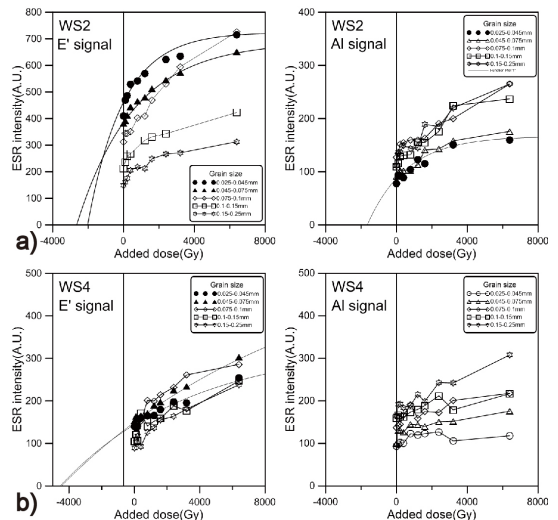 WS2
E' signal
ESR intensity(A.U.)
800
700
600
500
400
300
200
100
0
-4000
0
4000
8000
Added dose(Gy)
Grain size
0.025-0.045mm
0.045-0.075mm
0.075-0.1mm
0.1-0.15mm
0.15-0.25mm
a)
WS2
Al signal
ESR intensity(A.U.)
500
400
300
200
100
0
-4000
0
4000
8000
Added dose(Gy)
Grain size
0.025-0.045mm
0.045-0.075mm
0.075-0.1mm
0.1-0.15mm
0.15-0.25mm
WS4
E' signal
ESR intensity(A.U.)
500
400
300
200
100
0
-4000
0
4000
8000
Added dose(Gy)
Grain size
0.025-0.045mm
0.045-0.075mm
0.075-0.1mm
0.1-0.15mm
0.15-0.25mm
b)
WS4
Al signal
ESR intensity(A.U.)
500
400
300
200
100
0
-4000
0
4000
8000
Added dose(Gy)
Grain size
0.025-0.045mm
0.045-0.075mm
0.075-0.1mm
0.1-0.15mm
0.15-0.25mm